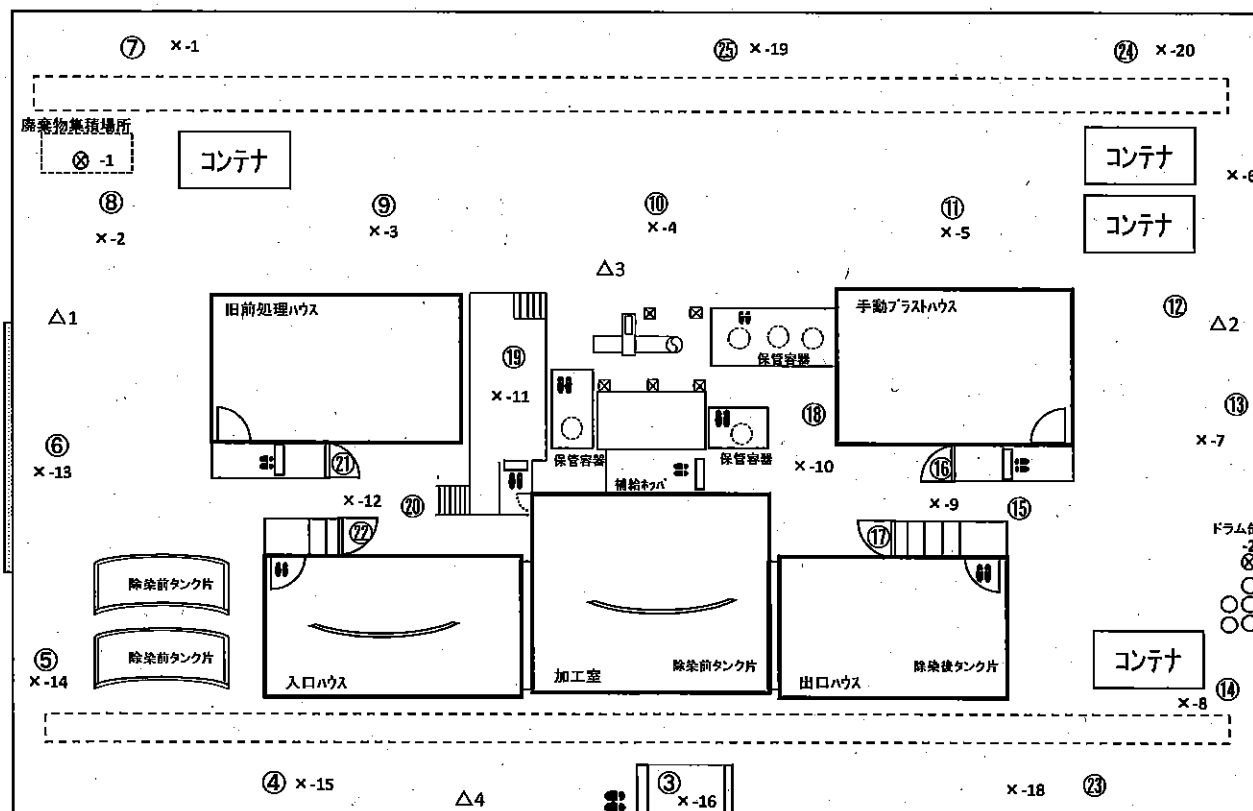 ⑦ ×-1 ㉕ ×-19 ㉔ ×-20
廃棄物集積場所
⊗ -1
コンテナ
コンテナ
×-6
⑧
×-2
⑨
×-3
⑩
×-4
⑪
×-5
コンテナ
△3
△1
旧前処理ハウス
手動ブラストハウス
⑫
△2
保管容器
⑲
×-11
⑱
⑬
×-7
⑥
×-13
保管容器
保管容器
×-10
㉑
⑯
補給ホッパ
×-12 ⑳
×-9 ⑮
㉒
⑰
ドラム缶
⊗
除染前タンク片
除染前タンク片
⑤
×-14
入口ハウス
加工室
除染前タンク片
出口ハウス
除染後タンク片
コンテナ
⑭
×-8
④ ×-15
△4
③
×-16
×-18 ㉓